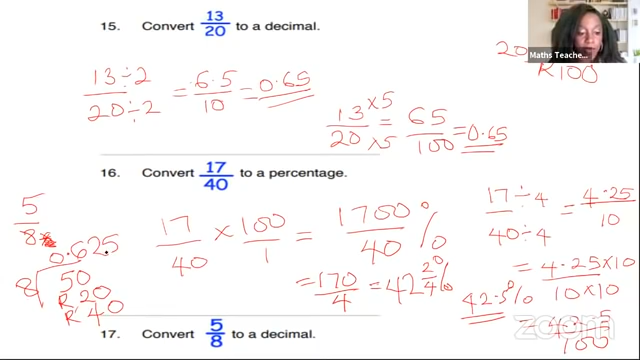 15. Convert 13/20 to a decimal.
20
R100
Maths Teache...
13÷2 / 20÷2 = 6.5/10 = 0.65
13×5 / 20×5 = 65/100 = 0.65
16. Convert 17/40 to a percentage.
17/40 × 100/1 = 1700/40 %
= 170/4 = 42 2/4 %
17÷4 / 40÷4 = 4.25/10
= 4.25×10 / 10×10
42.5%
5/8
0.625
8 50
R 20
R 40
17. Convert 5/8 to a decimal.
zoom